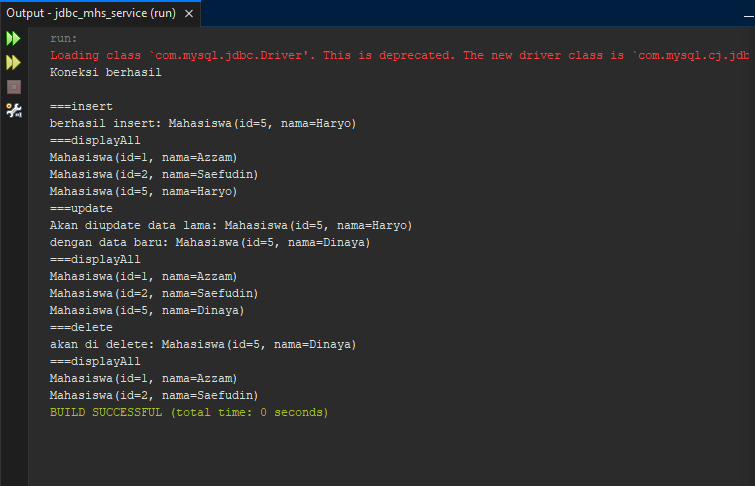 Output - jdbc_mhs_service (run) ×
run:
Loading class `com.mysql.jdbc.Driver'. This is deprecated. The new driver class is `com.mysql.cj.jdb
Koneksi berhasil
===insert
berhasil insert: Mahasiswa(id=5, nama=Haryo)
===displayAll
Mahasiswa(id=1, nama=Azzam)
Mahasiswa(id=2, nama=Saefudin)
Mahasiswa(id=5, nama=Haryo)
===update
Akan diupdate data lama: Mahasiswa(id=5, nama=Haryo)
dengan data baru: Mahasiswa(id=5, nama=Dinaya)
===displayAll
Mahasiswa(id=1, nama=Azzam)
Mahasiswa(id=2, nama=Saefudin)
Mahasiswa(id=5, nama=Dinaya)
===delete
akan di delete: Mahasiswa(id=5, nama=Dinaya)
===displayAll
Mahasiswa(id=1, nama=Azzam)
Mahasiswa(id=2, nama=Saefudin)
BUILD SUCCESSFUL (total time: 0 seconds)